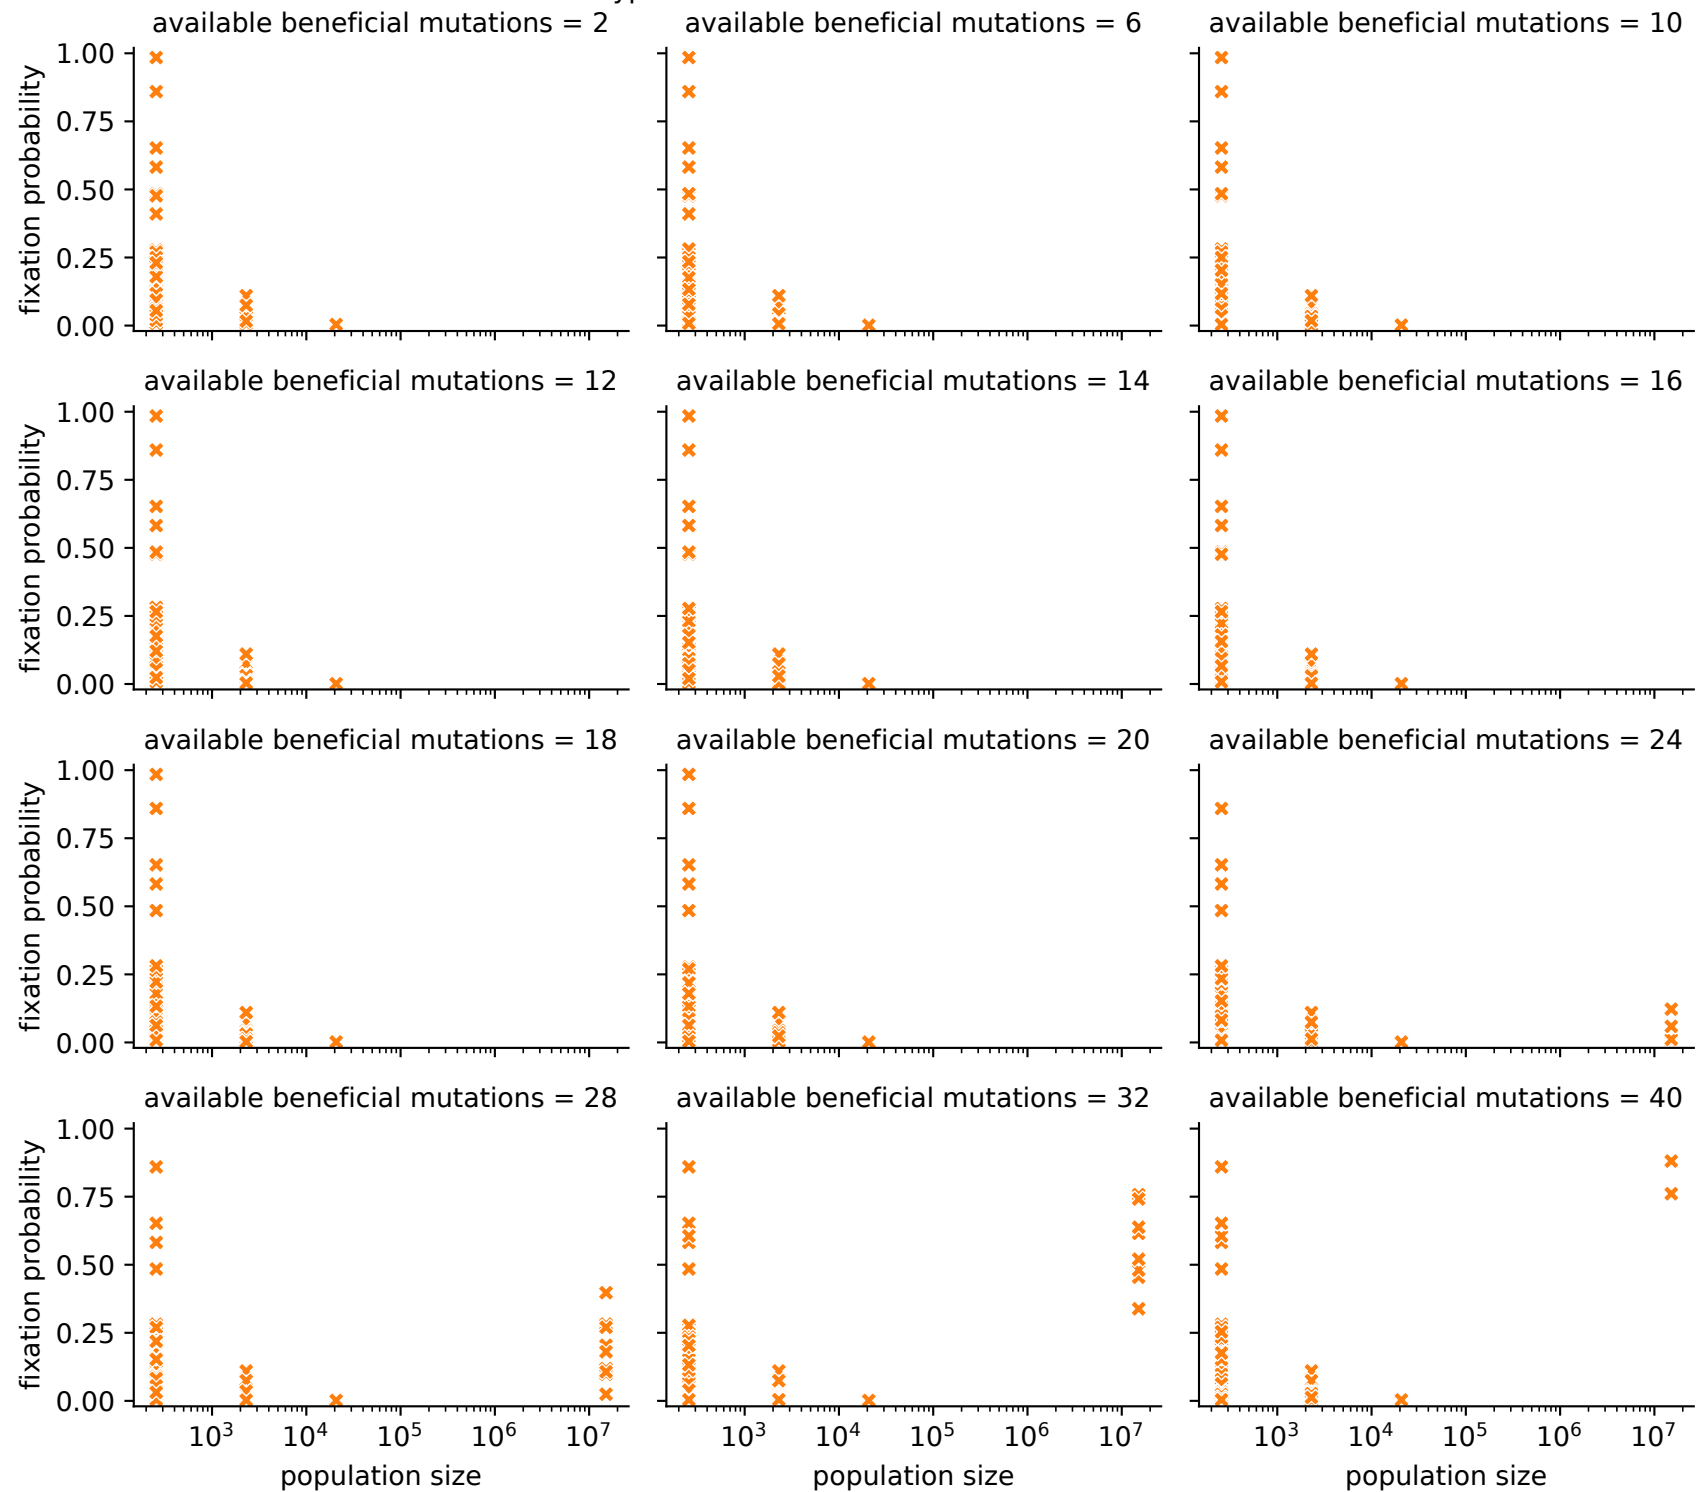 available beneficial mutations = 2
available beneficial mutations = 6
available beneficial mutations = 10
fixation probability
1.00
0.75
0.50
0.25
0.00
available beneficial mutations = 12
available beneficial mutations = 14
available beneficial mutations = 16
fixation probability
1.00
0.75
0.50
0.25
0.00
available beneficial mutations = 18
available beneficial mutations = 20
available beneficial mutations = 24
fixation probability
1.00
0.75
0.50
0.25
0.00
available beneficial mutations = 28
available beneficial mutations = 32
available beneficial mutations = 40
fixation probability
1.00
0.75
0.50
0.25
0.00
10³ 10⁴ 10⁵ 10⁶ 10⁷
population size
10³ 10⁴ 10⁵ 10⁶ 10⁷
population size
10³ 10⁴ 10⁵ 10⁶ 10⁷
population size